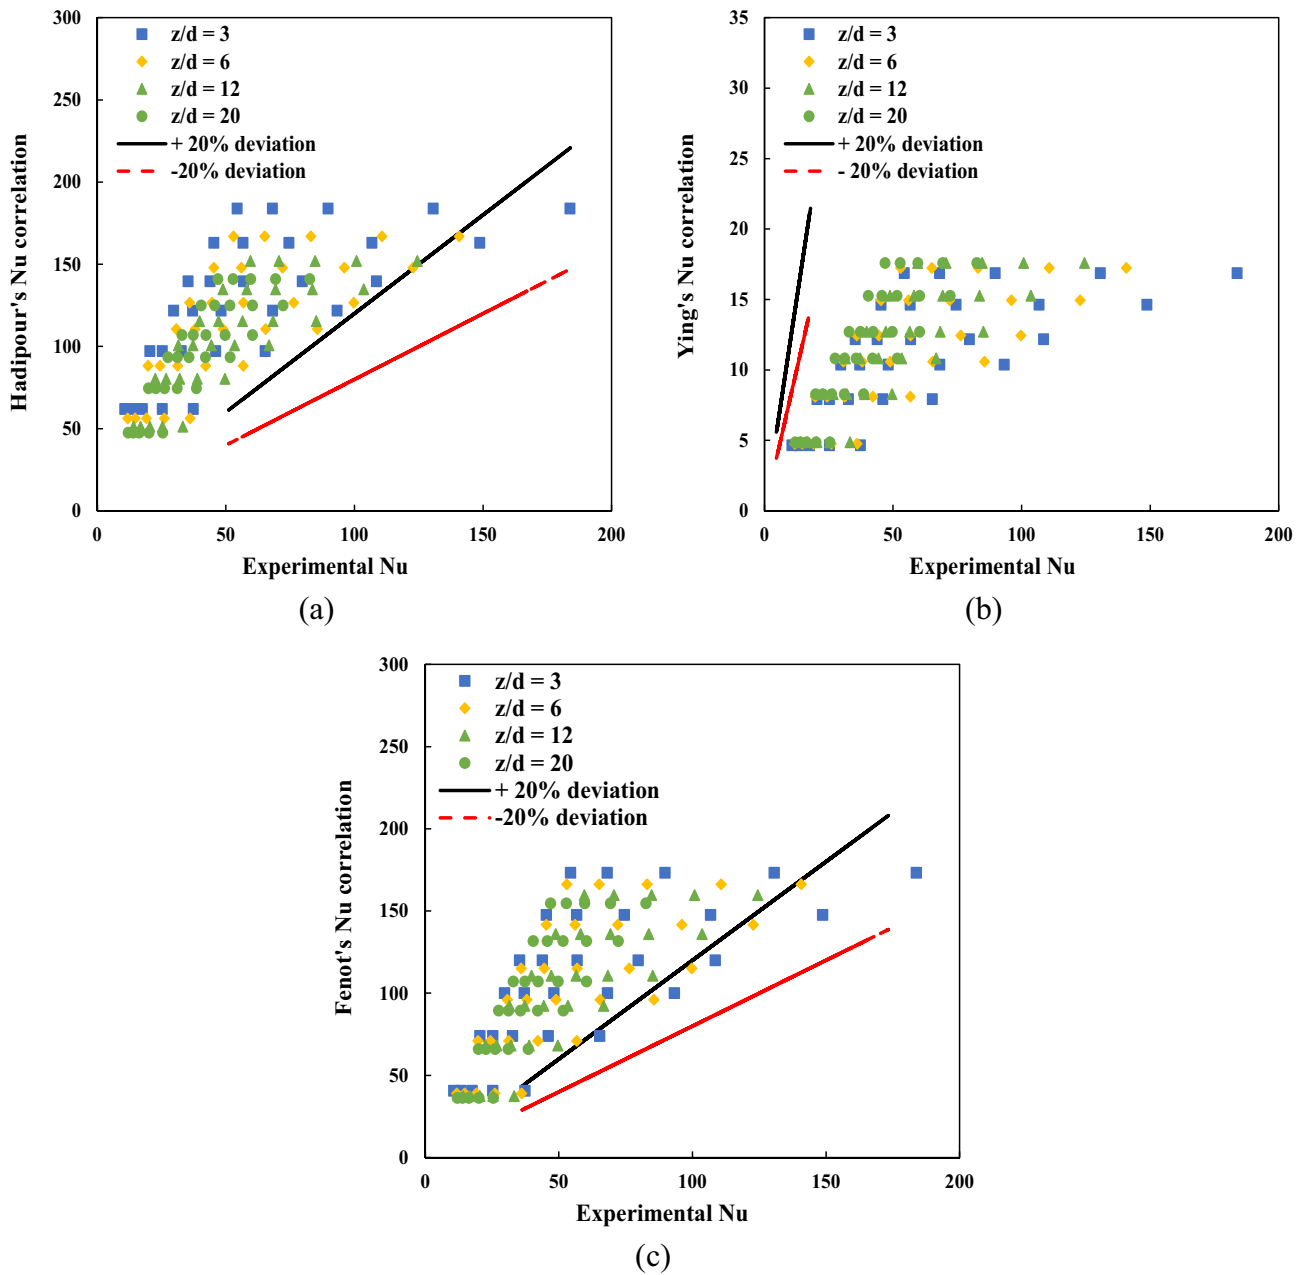 300
250
200
150
100
50
0
0 50 100 150 200
Hadipour's Nu correlation
Experimental Nu
z/d = 3
z/d = 6
z/d = 12
z/d = 20
+ 20% deviation
-20% deviation
(a)
35
30
25
20
15
10
5
0
0 50 100 150 200
Ying's Nu correlation
Experimental Nu
z/d = 3
z/d = 6
z/d = 12
z/d = 20
+ 20% deviation
- 20% deviation
(b)
300
250
200
150
100
50
0
0 50 100 150 200
Fenot's Nu correlation
Experimental Nu
z/d = 3
z/d = 6
z/d = 12
z/d = 20
+ 20% deviation
-20% deviation
(c)